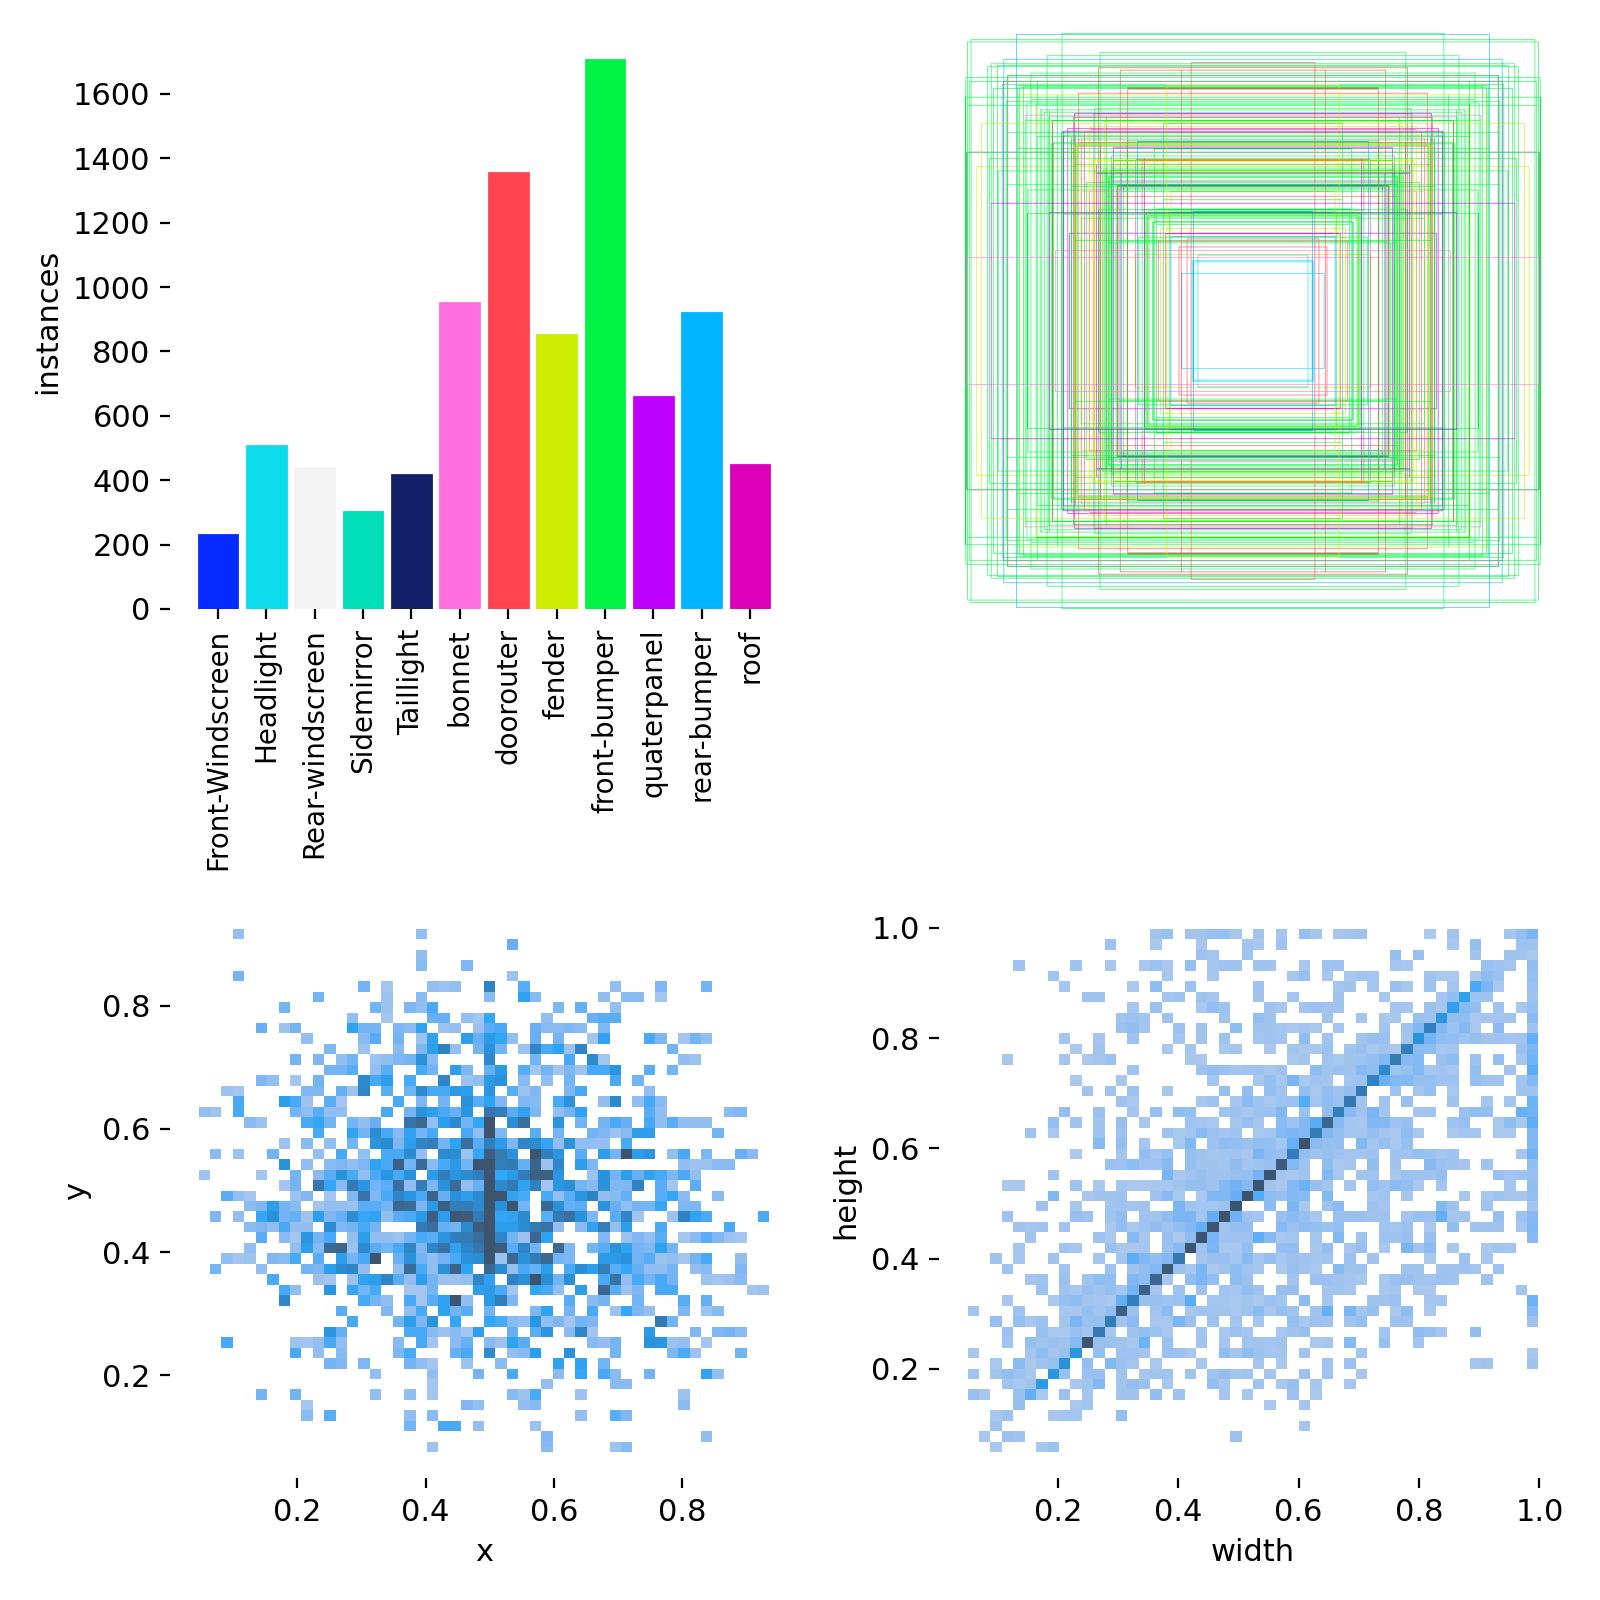 instances
1600
1400
1200
1000
800
600
400
200
0
Front-Windscreen
Headlight
Rear-windscreen
Sidemirror
Taillight
bonnet
doorouter
fender
front-bumper
quaterpanel
rear-bumper
roof
y
0.8
0.6
0.4
0.2
0.2 0.4 0.6 0.8
x
height
1.0
0.8
0.6
0.4
0.2
0.2 0.4 0.6 0.8 1.0
width